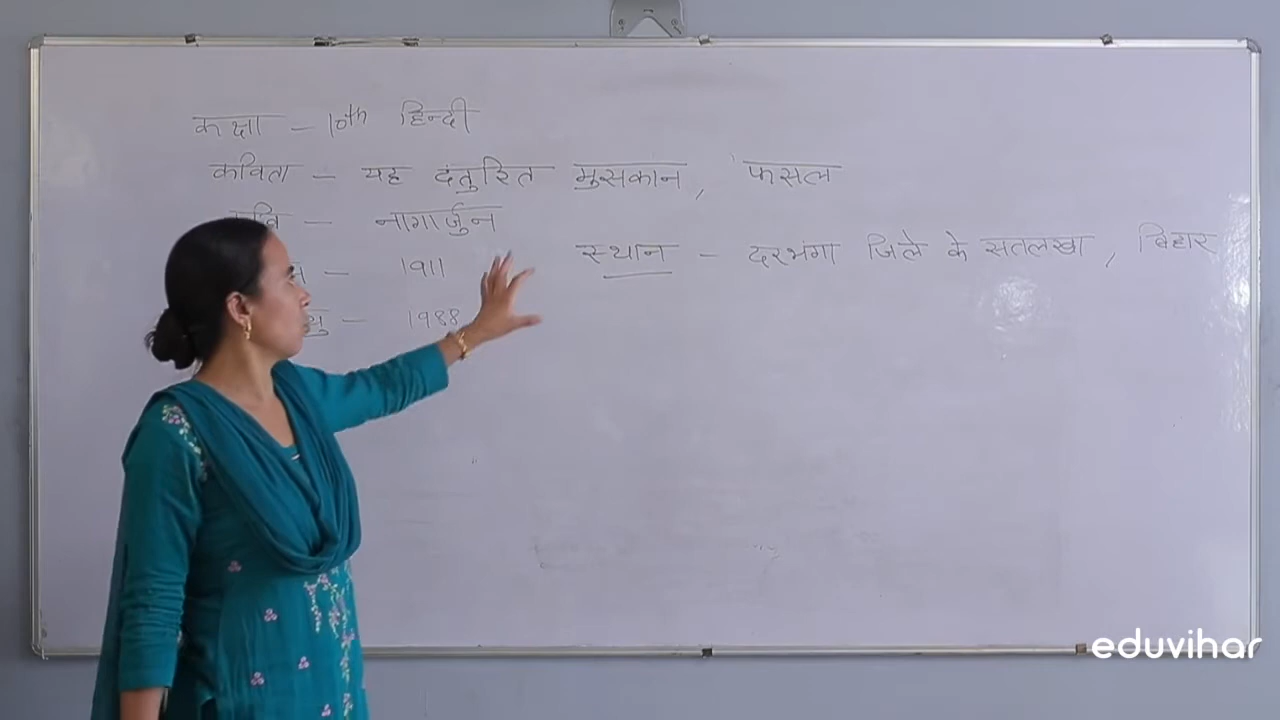 कक्षा - 10th हिन्दी
कविता - यह दंतुरित मुसकान, फसल
- नागार्जुन
- 1911
स्थान - दरभंगा जिले के सतलखा, बिहार
- 1988
eduvihar